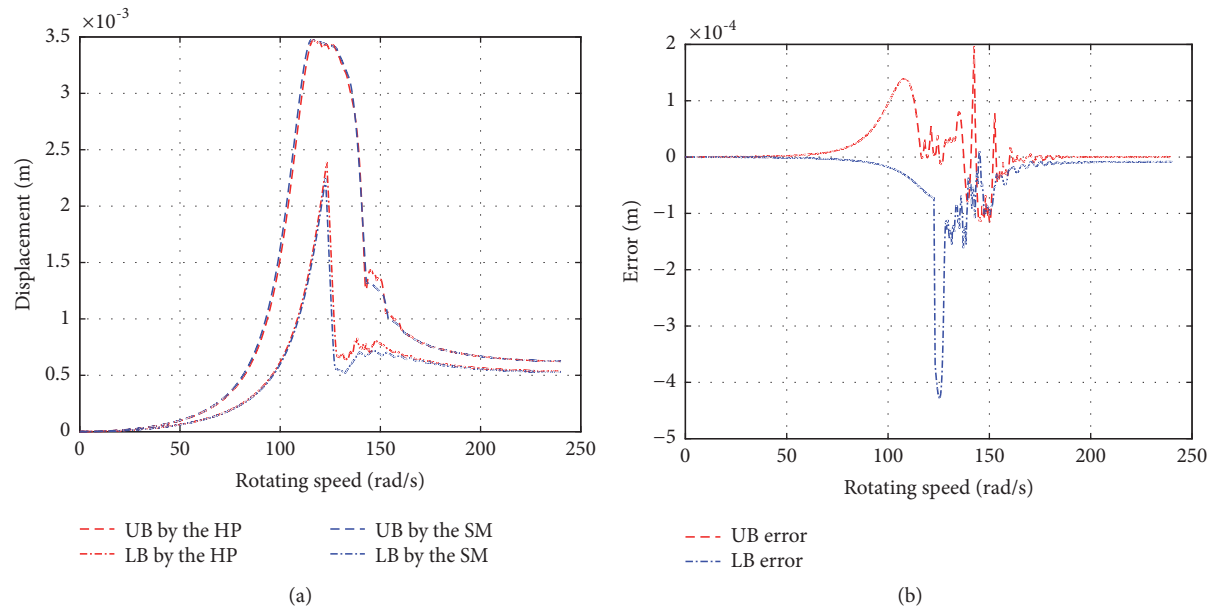 ×10⁻³
3.5
3
2.5
2
1.5
1
0.5
0
0 50 100 150 200 250
Displacement (m)
Rotating speed (rad/s)
UB by the HP
LB by the HP
UB by the SM
LB by the SM
(a)
×10⁻⁴
2
1
0
−1
−2
−3
−4
−5
0 50 100 150 200 250
Error (m)
Rotating speed (rad/s)
UB error
LB error
(b)